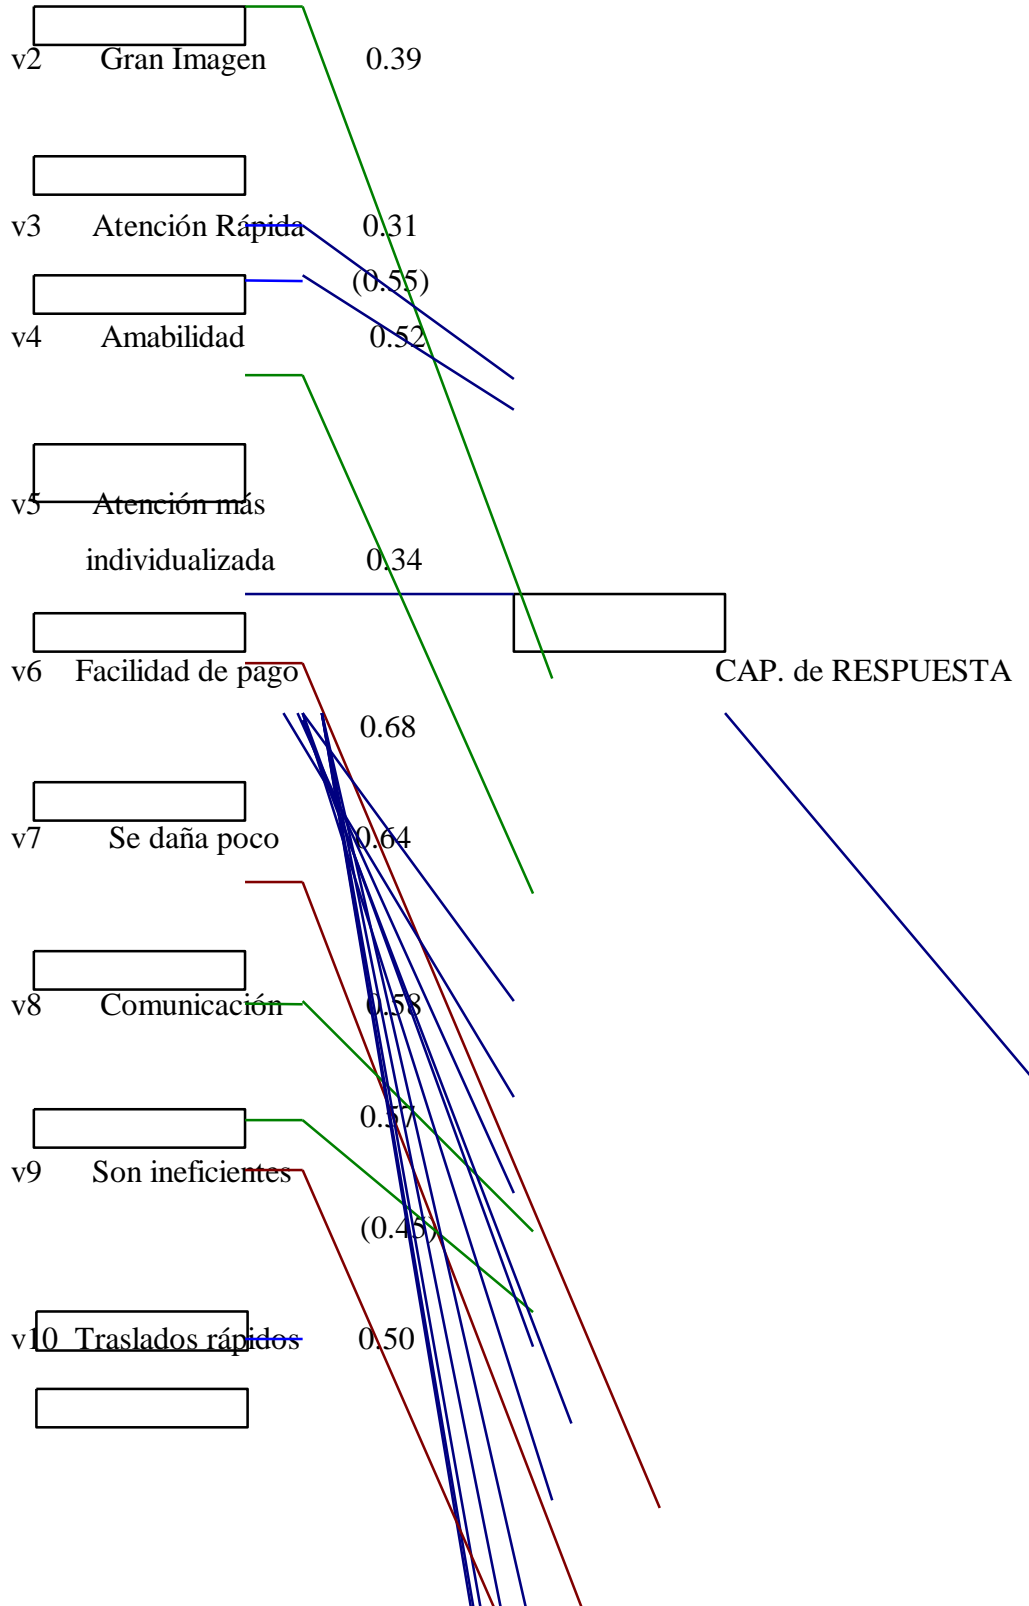 v2 Gran Imagen 0.39
v3 Atención Rápida 0.31
(0.55)
v4 Amabilidad 0.52
v5 Atención más
individualizada 0.34
v6 Facilidad de pago CAP. de RESPUESTA
0.68
v7 Se daña poco 0.64
v8 Comunicación 0.58
0.57
v9 Son ineficientes
(0.45)
v10 Traslados rápidos 0.50